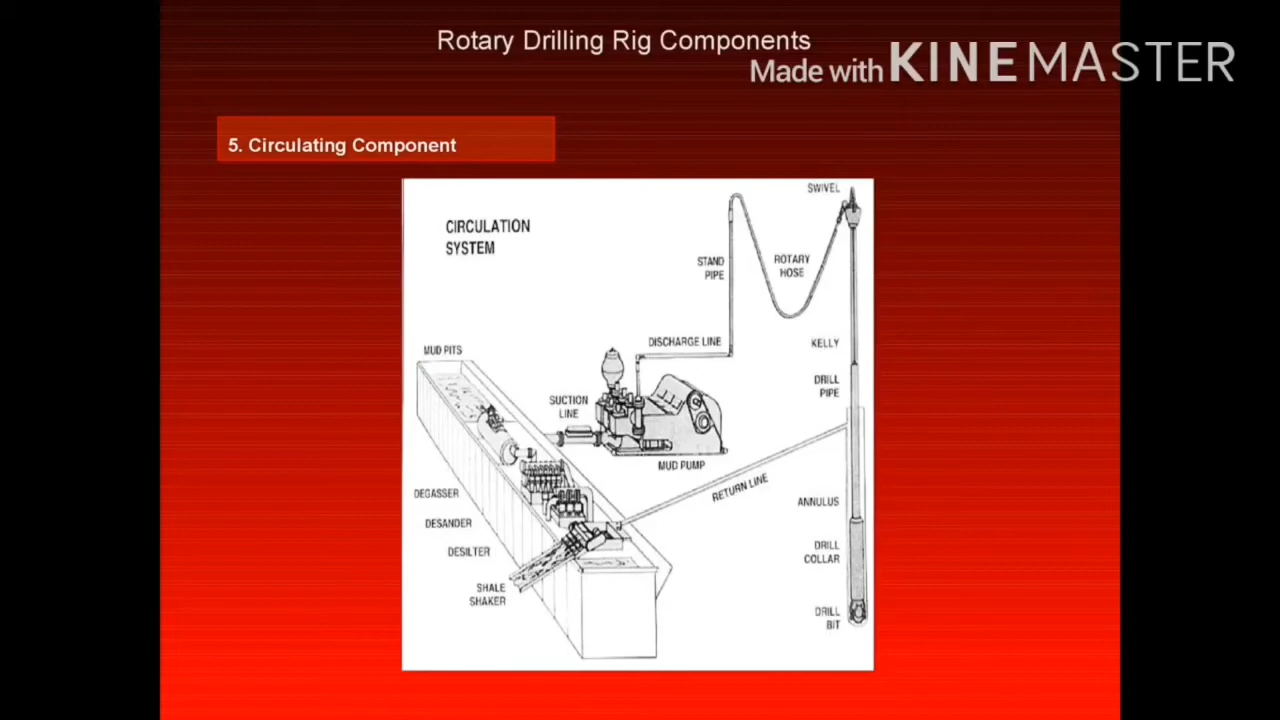 Rotary Drilling Rig Components
Made with KINEMASTER
5. Circulating Component
CIRCULATION
SYSTEM
SWIVEL
STAND
PIPE
ROTARY
HOSE
DISCHARGE LINE
KELLY
MUD PITS
DRILL
PIPE
SUCTION
LINE
MUD PUMP
RETURN LINE
DEGASSER
ANNULUS
DESANDER
DESILTER
DRILL
COLLAR
SHALE
SHAKER
DRILL
BIT